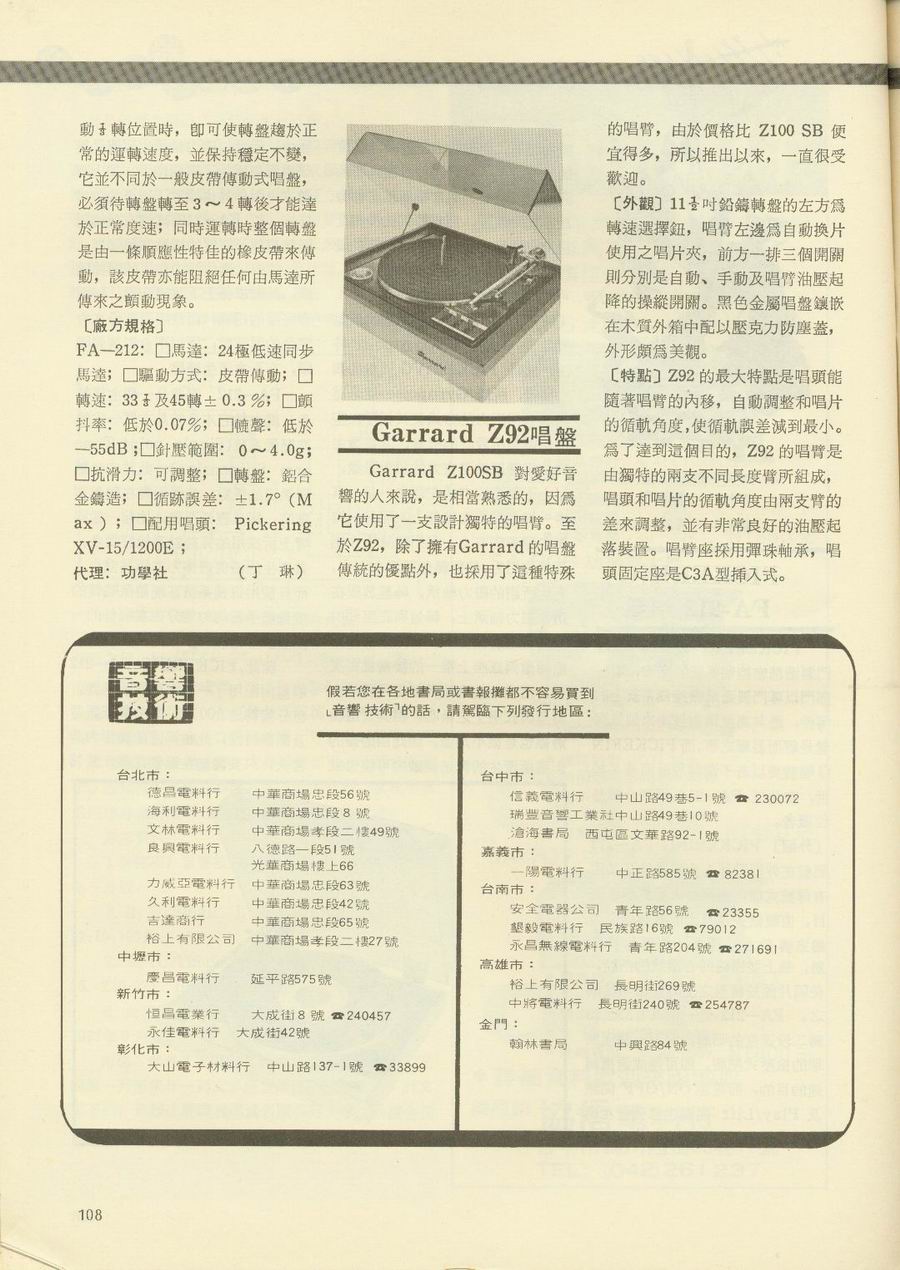 動⅓轉位置時，卽可使轉盤趨於正
常的運轉速度，並保持穩定不變，
它並不同於一般皮帶傳動式唱盤，
必須待轉盤轉至3～4轉後才能達
於正常度速；同時運轉時整個轉盤
是由一條順應性特佳的橡皮帶來傳
動，該皮帶亦能阻絕任何由馬達所
傳來之顫動現象。
〔廠方規格〕
FA—212：□馬達：24極低速同步
馬達；□驅動方式：皮帶傳動；□
轉速：33⅓及45轉±0.3％；□顫
抖率：低於0.07％；□轆聲：低於
—55dB；□針壓範圍：0～4.0g；
□抗滑力：可調整；□轉盤：鋁合
金鑄造；□循跡誤差：±1.7°（M
ax）；□配用唱頭：Pickering
XV-15/1200E；
代理：功學社 （丁 琳）
Garrard
Garrard Z92唱盤
Garrard Z100SB 對愛好音
響的人來說，是相當熟悉的，因爲
它使用了一支設計獨特的唱臂。至
於Z92，除了擁有Garrard的唱盤
傳統的優點外，也採用了這種特殊
的唱臂，由於價格比 Z100 SB 便
宜得多，所以推出以來，一直很受
歡迎。
〔外觀〕11½吋鉛鑄轉盤的左方爲
轉速選擇鈕，唱臂左邊爲自動換片
使用之唱片夾，前方一排三個開關
則分別是自動、手動及唱臂油壓起
降的操縱開關。黑色金屬唱盤鑲嵌
在木質外箱中配以壓克力防塵蓋，
外形頗爲美觀。
〔特點〕Z92的最大特點是唱頭能
隨著唱臂的內移，自動調整和唱片
的循軌角度,使循軌誤差減到最小。
爲了達到這個目的，Z92的唱臂是
由獨特的兩支不同長度臂所組成，
唱頭和唱片的循軌角度由兩支臂的
差來調整，並有非常良好的油壓起
落裝置。唱臂座採用彈珠軸承，唱
頭固定座是C3A型插入式。
音響
技術
假若您在各地書局或書報攤都不容易買到
「音響技術」的話，請駕臨下列發行地區：
台北市：
德昌電料行 中華商場忠段56號
海利電料行 中華商場忠段8號
文林電料行 中華商場孝段二樓49號
良興電料行 八德路一段51號
光華商場樓上66
力威亞電料行 中華商場忠段63號
久利電料行 中華商場忠段42號
吉達商行 中華商場忠段65號
裕上有限公司 中華商場孝段二樓27號
中壢市：
慶昌電料行 延平路575號
新竹市：
恒昌電業行 大成街8號 ☎240457
永佳電料行 大成街42號
彰化市：
大山電子材料行 中山路137-1號 ☎33899
台中市：
信義電料行 中山路49巷5-1號 ☎ 230072
瑞豐音響工業社中山路49巷10號
滄海書局 西屯區文華路92-1號
嘉義市：
一陽電料行 中正路585號 ☎82381
台南市：
安全電器公司 青年路56號 ☎23355
墾毅電料行 民族路16號 ☎79012
永昌無線電料行 青年路204號 ☎271691
高雄市：
裕上有限公司 長明街269號
中將電料行 長明街240號 ☎254787
金門：
翰林書局 中興路84號
108